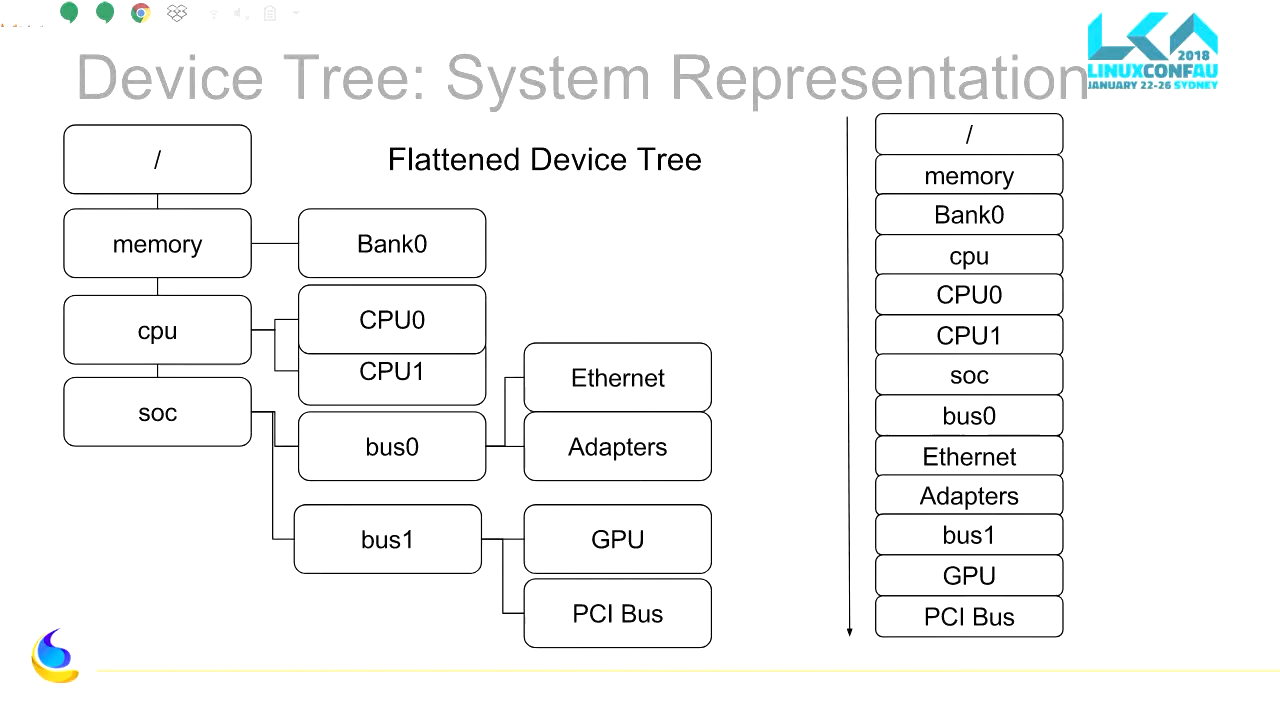 Device Tree: System Representation
2018
LINUXCONFAU
JANUARY 22-26 SYDNEY
Flattened Device Tree
/
memory
Bank0
cpu
CPU0
CPU1
soc
bus0
Ethernet
Adapters
bus1
GPU
PCI Bus
/
memory
Bank0
cpu
CPU0
CPU1
soc
bus0
Ethernet
Adapters
bus1
GPU
PCI Bus